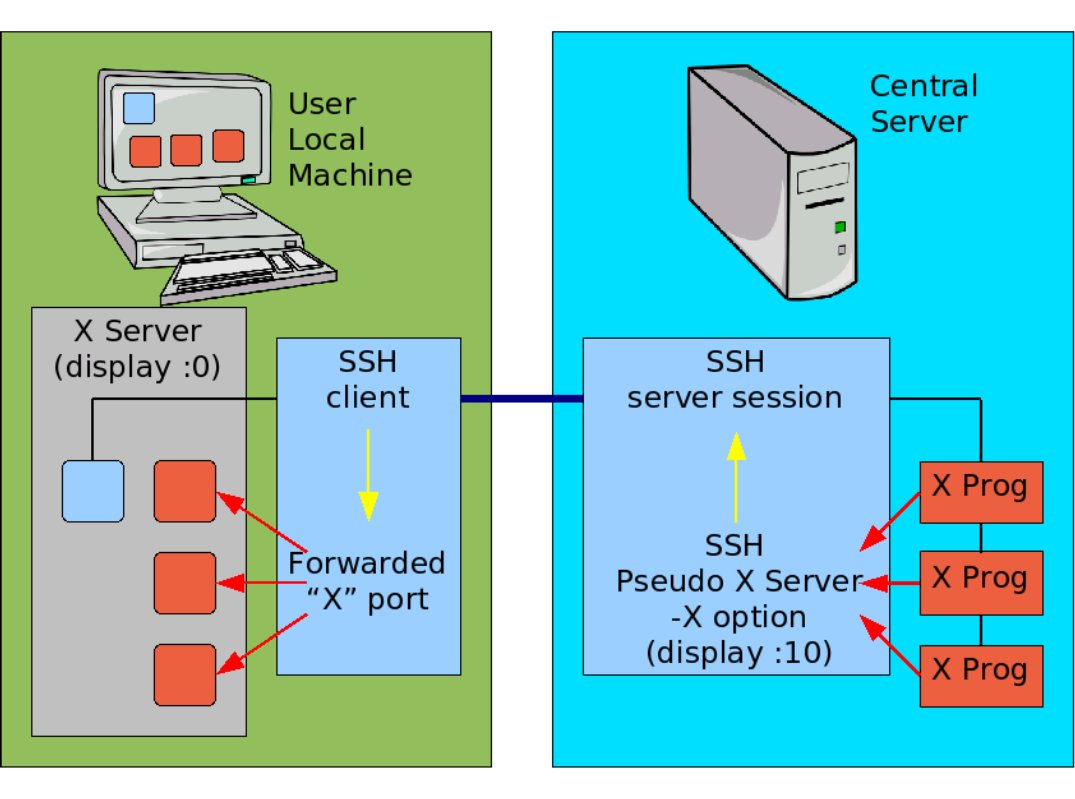 User
Local
Machine
Central
Server
X Server
(display :0)
SSH
client
Forwarded
“X” port
SSH
server session
SSH
Pseudo X Server
-X option
(display :10)
X Prog
X Prog
X Prog